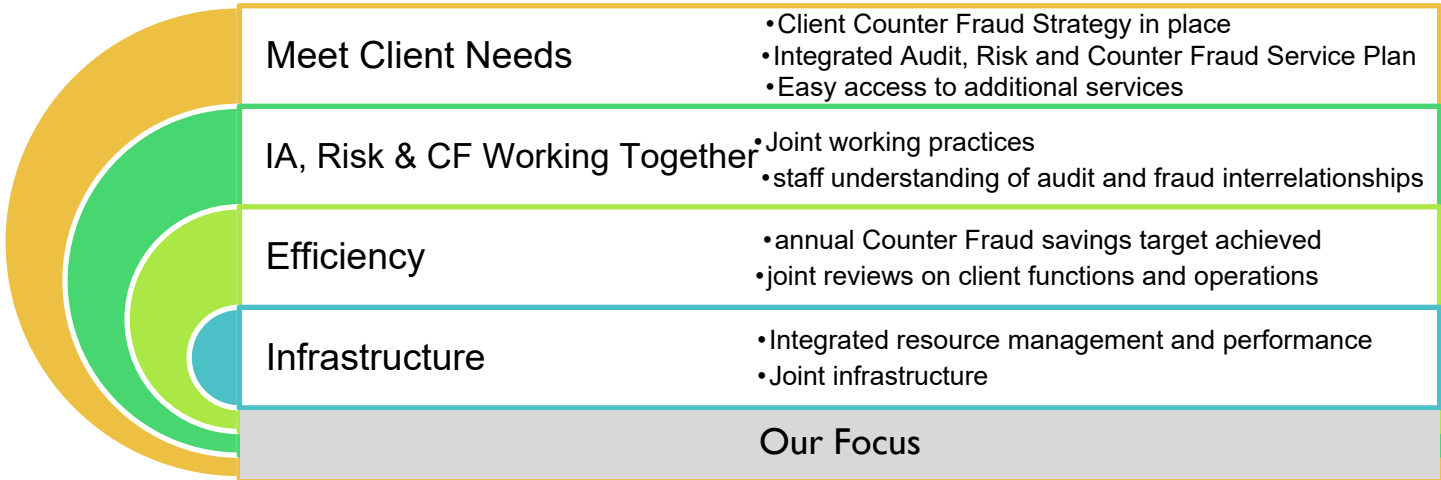 Meet Client Needs
•Client Counter Fraud Strategy in place
•Integrated Audit, Risk and Counter Fraud Service Plan
•Easy access to additional services
IA, Risk & CF Working Together
•Joint working practices
•staff understanding of audit and fraud interrelationships
Efficiency
•annual Counter Fraud savings target achieved
•joint reviews on client functions and operations
Infrastructure
•Integrated resource management and performance
•Joint infrastructure
Our Focus